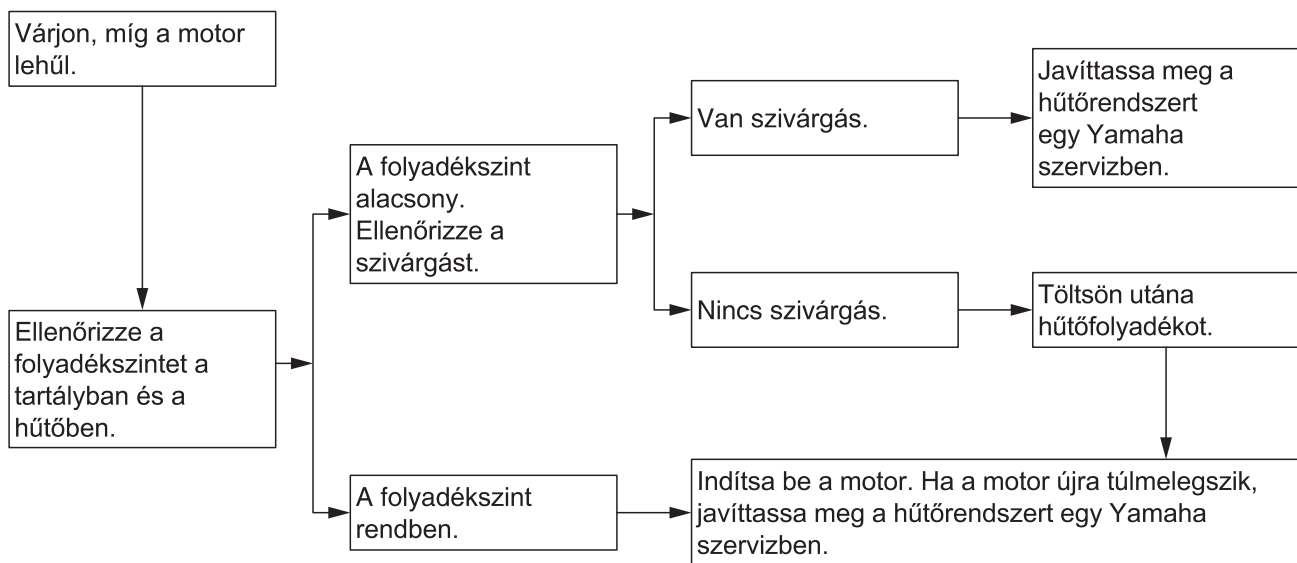 Várjon, míg a motor
lehűl.
Ellenőrizze a
folyadékszintet a
tartályban és a
hűtőben.
A folyadékszint
alacsony.
Ellenőrizze a
szivárgást.
Van szivárgás.
Javíttassa meg a
hűtőrendszert
egy Yamaha
szervizben.
Nincs szivárgás.
Töltsön utána
hűtőfolyadékot.
A folyadékszint
rendben.
Indítsa be a motor. Ha a motor újra túlmelegszik,
javíttassa meg a hűtőrendszert egy Yamaha
szervizben.